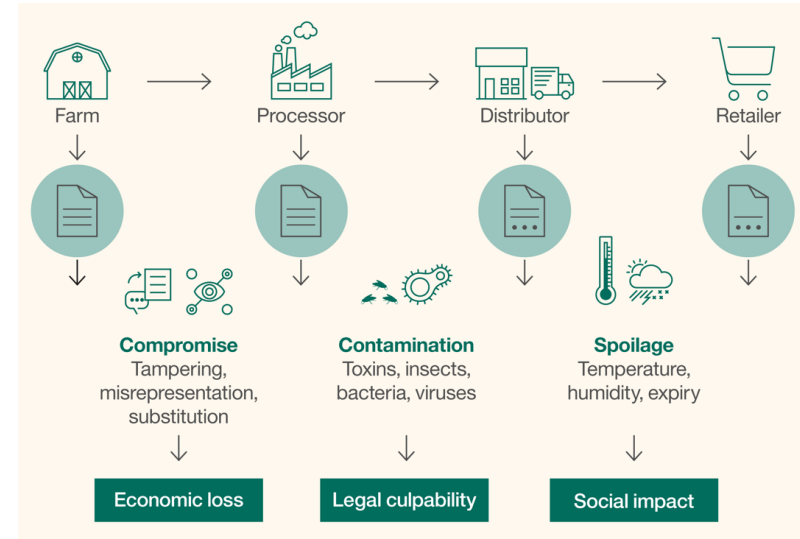 Farm
Processor
Distributor
Retailer
Compromise
Tampering,
misrepresentation,
substitution
Contamination
Toxins, insects,
bacteria, viruses
Spoilage
Temperature,
humidity, expiry
Economic loss
Legal culpability
Social impact